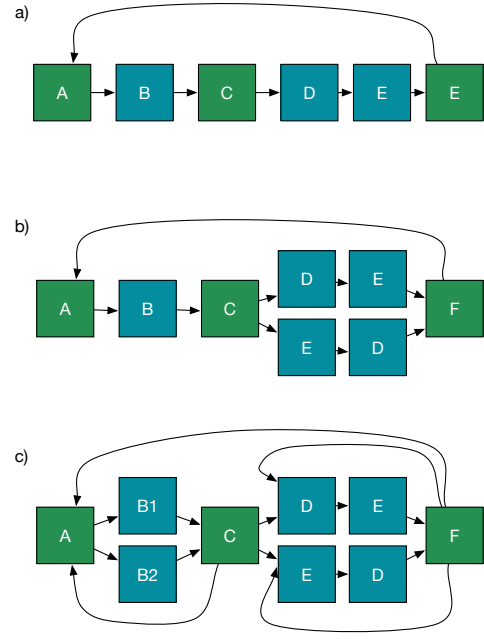 a)
A B C D E E
b)
D E
A B C F
E D
c)
B1 D E
A C F
B2 E D